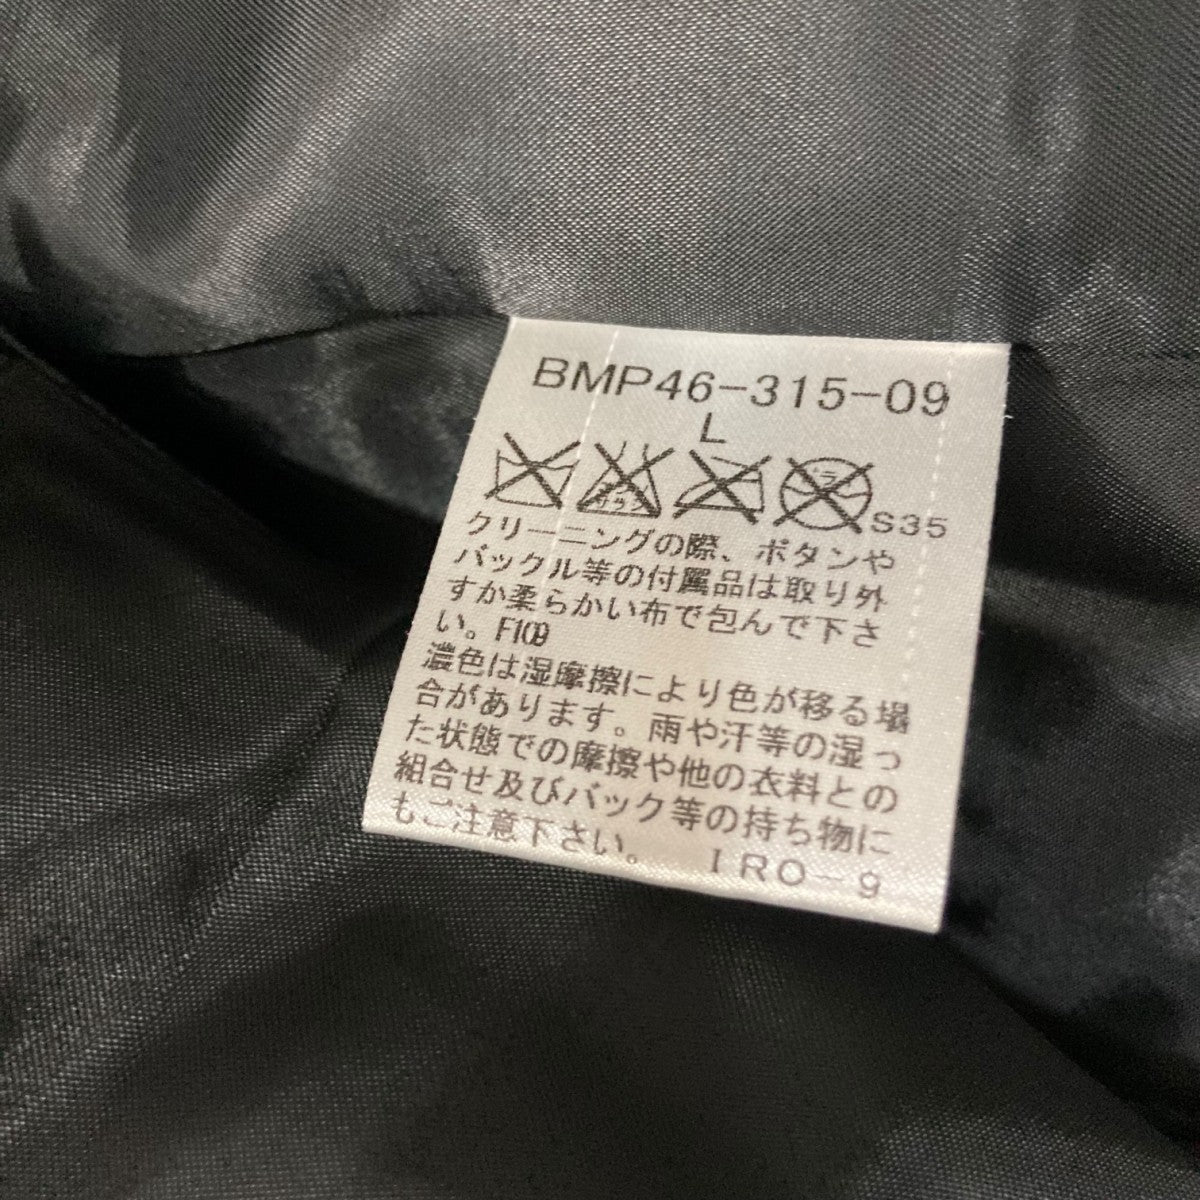 BMP46-315-09
L
S35
クリーニングの際、ボタンや
バックル等の付属品は取り外
すか柔らかい布で包んで下さ
い。F109
濃色は湿摩擦により色が移る場
合があります。雨や汗等の湿っ
た状態での摩擦や他の衣料との
組合せ及びバック等の持ち物に
もご注意下さい。 IRO-9